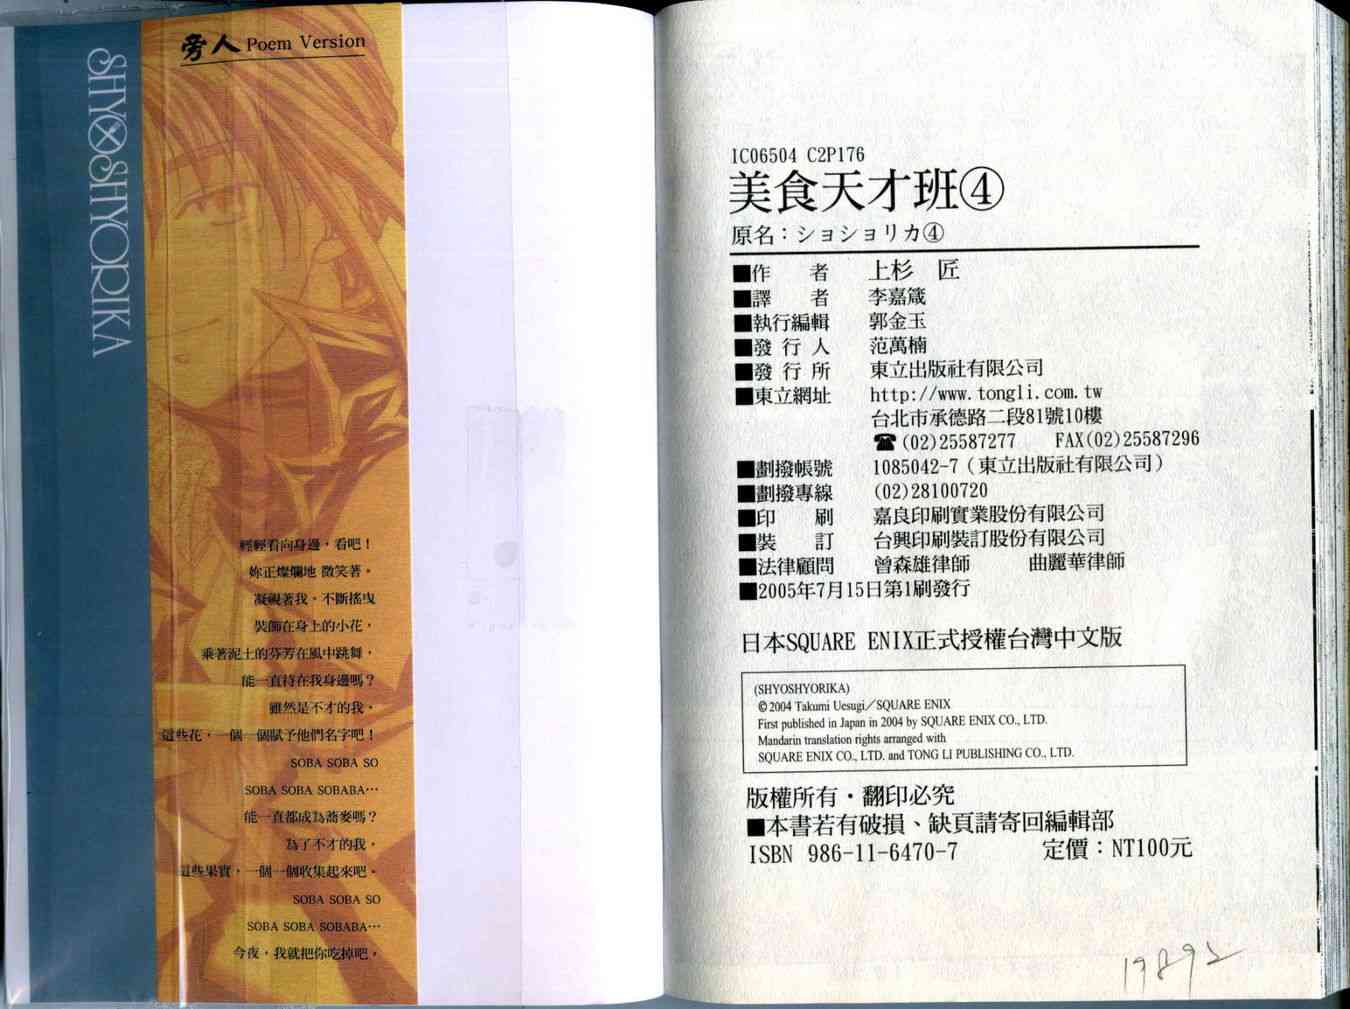 SHYOSHYORIKA
旁人 Poem Version
輕輕看向身邊，看吧！
妳正燦爛地 微笑著。
凝視著我。不斷搖曳
裝飾在身上的小花，
乘著泥土的芬芳在風中跳舞，
能一直待在我身邊嗎？
雖然是不才的我。
這些花，一個一個賦予他們名字吧！
SOBA SOBA SO
SOBA SOBA SOBABA…
能一直都成為蕎麥嗎？
為了不才的我，
這些果實，一個一個收集起來吧。
SOBA SOBA SO
SOBA SOBA SOBABA…
今夜，我就把你吃掉吧，
IC06504 C2P176
美食天才班④
原名：ショショリカ④
■作 者 上杉 匠
■譯 者 李嘉箴
■執行編輯 郭金玉
■發行人 范萬楠
■發行所 東立出版社有限公司
■東立網址 http://www.tongli.com.tw
台北市承德路二段81號10樓
☎(02)25587277 FAX(02)25587296
■劃撥帳號 1085042-7（東立出版社有限公司）
■劃撥專線 (02)28100720
■印 刷 嘉良印刷實業股份有限公司
■裝 訂 台興印刷裝訂股份有限公司
■法律顧問 曾森雄律師 曲麗華律師
■2005年7月15日第1刷發行
日本SQUARE ENIX正式授權台灣中文版
(SHYOSHYORIKA)
©2004 Takumi Uesugi／SQUARE ENIX
First published in Japan in 2004 by SQUARE ENIX CO., LTD.
Mandarin translation rights arranged with
SQUARE ENIX CO., LTD. and TONG LI PUBLISHING CO., LTD.
版權所有・翻印必究
■本書若有破損、缺頁請寄回編輯部
ISBN 986-11-6470-7 定價：NT100元